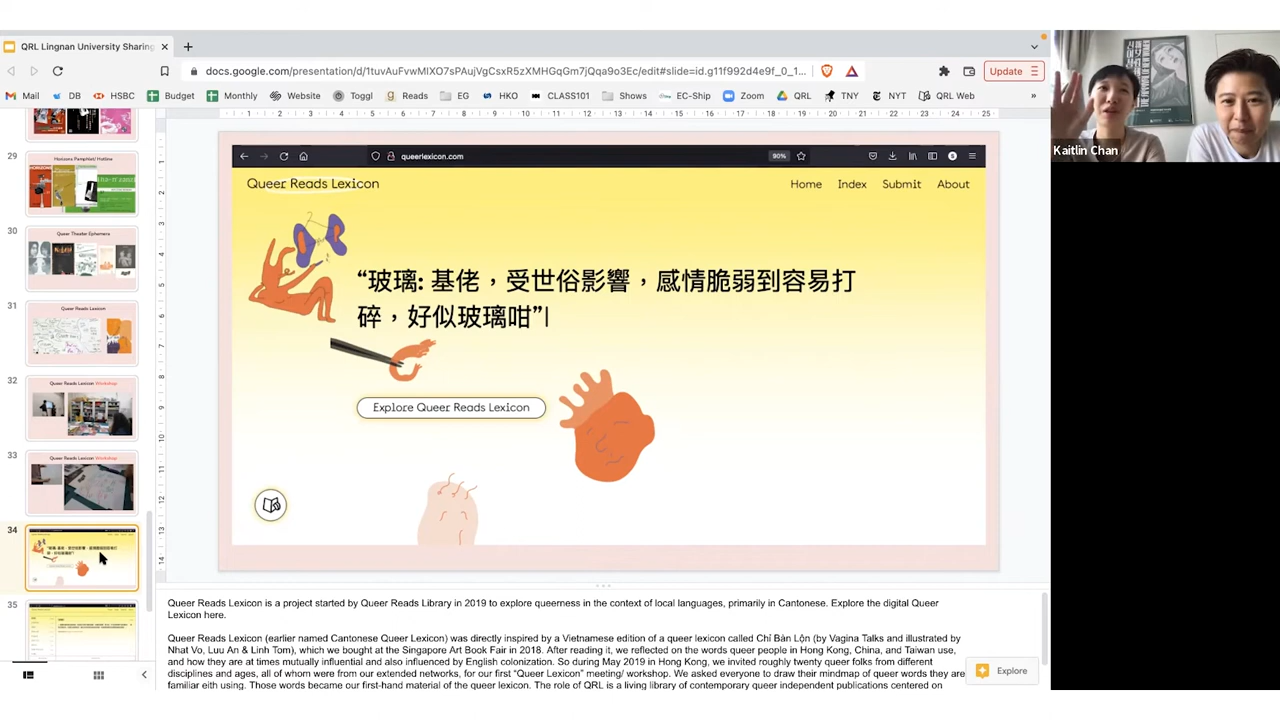 QRL Lingnan University Sharing
docs.google.com/presentation/d/1tuvAuFvwMIXO7sPAujVgCsxR5zXMHGqGm7jQqa9o3Ec/edit#slide=id.g11f992d4e9f_0_1...
Update
Mail
DB
HSBC
Budget
Monthly
Website
Toggl
Reads
EG
HKO
CLASS101
Shows
EC-Ship
Zoom
QRL
TNY
NYT
QRL Web
»
Kaitlin Chan
29
Horizons Pamphlet/ Hotline
30
Queer Theater Ephemera
31
Queer Reads Lexicon
32
Queer Reads Lexicon Workshop
33
Queer Reads Lexicon Workshop
34
35
queerlexicon.com
90%
Queer Reads Lexicon
Home Index Submit About
“玻璃: 基佬，受世俗影響，感情脆弱到容易打
碎，好似玻璃咁”|
Explore Queer Reads Lexicon
Queer Reads Lexicon is a project started by Queer Reads Library in 2019 to explore queerness in the context of local languages, primarily in Cantonese. Explore the digital Queer
Lexicon here.
Queer Reads Lexicon (earlier named Cantonese Queer Lexicon) was directly inspired by a Vietnamese edition of a queer lexicon called Chỉ Bàn Lộn (by Vagina Talks and illustrated by
Nhat Vo, Luu An & Linh Tom), which we bought at the Singapore Art Book Fair in 2018. After reading it, we reflected on the words queer people in Hong Kong, China, and Taiwan use,
and how they are at times mutually influential and also influenced by English colonization. So during May 2019 in Hong Kong, we invited roughly twenty queer folks from different
disciplines and ages, all of whom were from our extended networks, for our first “Queer Lexicon” meeting/ workshop. We asked everyone to draw their mindmap of queer words they are
familiar eith using. Those words became our first-hand material of the queer lexicon. The role of QRL is a living library of contemporary queer independent publications centered on
Explore